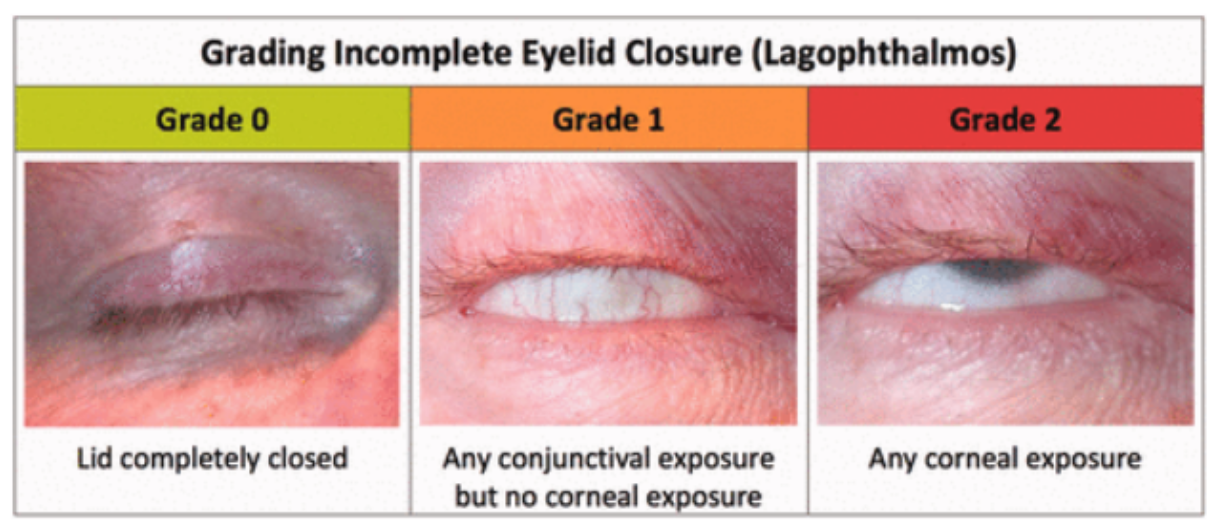 Grading Incomplete Eyelid Closure (Lagophthalmos)
Grade 0
Grade 1
Grade 2
Lid completely closed
Any conjunctival exposure
but no corneal exposure
Any corneal exposure